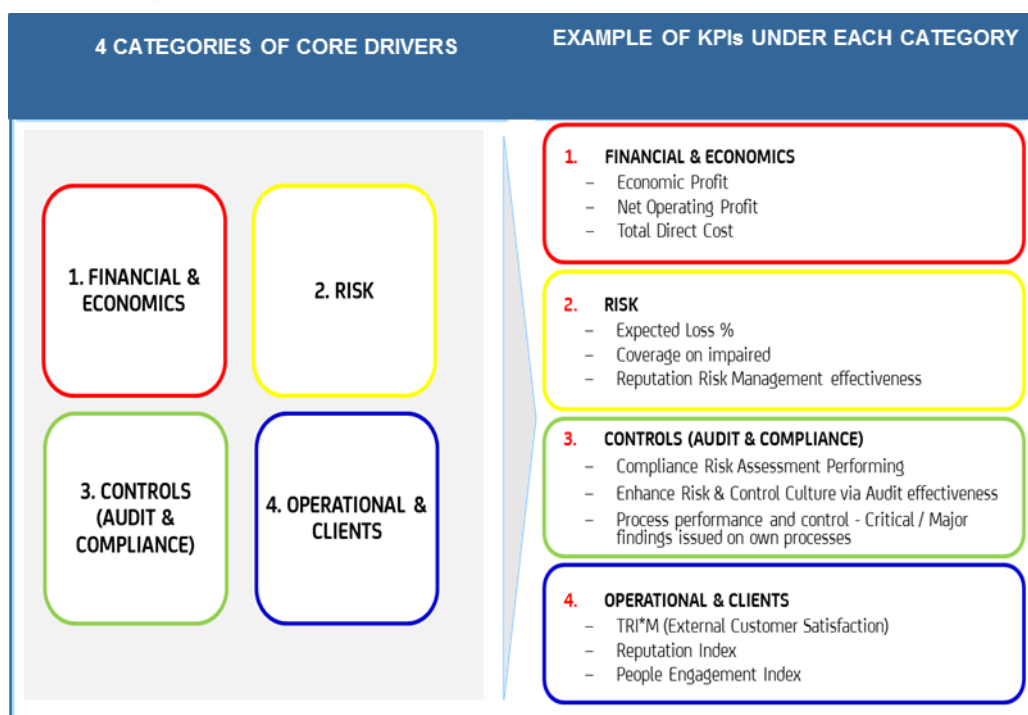 4 CATEGORIES OF CORE DRIVERS
EXAMPLE OF KPIs UNDER EACH CATEGORY
1. FINANCIAL &
ECONOMICS
2. RISK
3. CONTROLS
(AUDIT &
COMPLIANCE)
4. OPERATIONAL &
CLIENTS
1. FINANCIAL & ECONOMICS
– Economic Profit
– Net Operating Profit
– Total Direct Cost
2. RISK
– Expected Loss %
– Coverage on impaired
– Reputation Risk Management effectiveness
3. CONTROLS (AUDIT & COMPLIANCE)
– Compliance Risk Assessment Performing
– Enhance Risk & Control Culture via Audit effectiveness
– Process performance and control - Critical / Major
findings issued on own processes
4. OPERATIONAL & CLIENTS
– TRI*M (External Customer Satisfaction)
– Reputation Index
– People Engagement Index